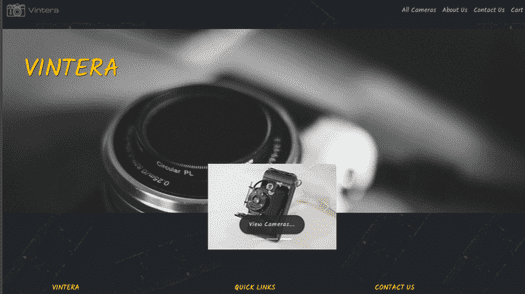 Vintera
All Cameras About Us Contact Us Cart
VINTERA
Circular PL
View Cameras...
VINTERA
QUICK LINKS
CONTACT US